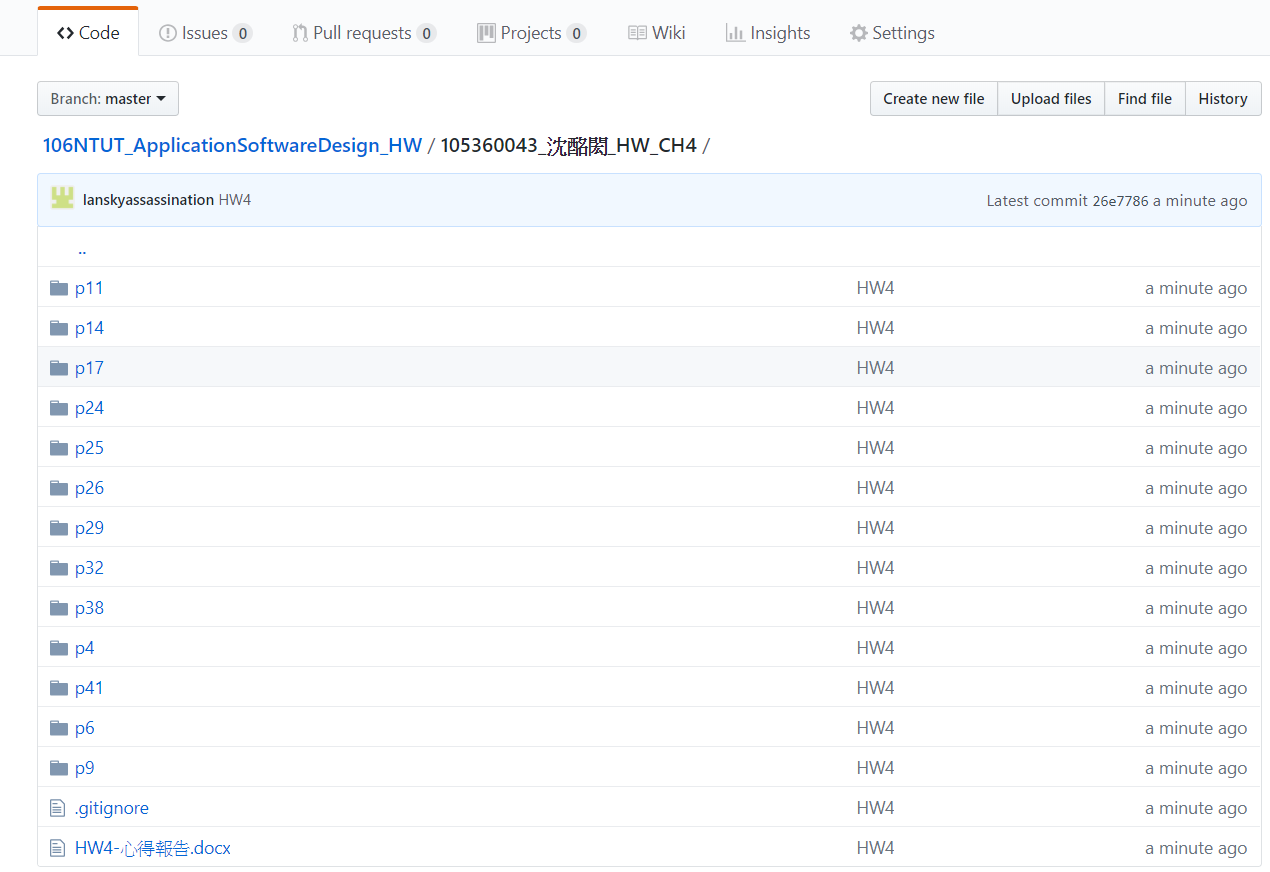 Code Issues 0 Pull requests 0 Projects 0 Wiki Insights Settings
Branch: master Create new file Upload files Find file History
106NTUT_ApplicationSoftwareDesign_HW / 105360043_沈酩閎_HW_CH4 /
lanskyassassination HW4 Latest commit 26e7786 a minute ago
..
p11 HW4 a minute ago
p14 HW4 a minute ago
p17 HW4 a minute ago
p24 HW4 a minute ago
p25 HW4 a minute ago
p26 HW4 a minute ago
p29 HW4 a minute ago
p32 HW4 a minute ago
p38 HW4 a minute ago
p4 HW4 a minute ago
p41 HW4 a minute ago
p6 HW4 a minute ago
p9 HW4 a minute ago
.gitignore HW4 a minute ago
HW4-心得報告.docx HW4 a minute ago